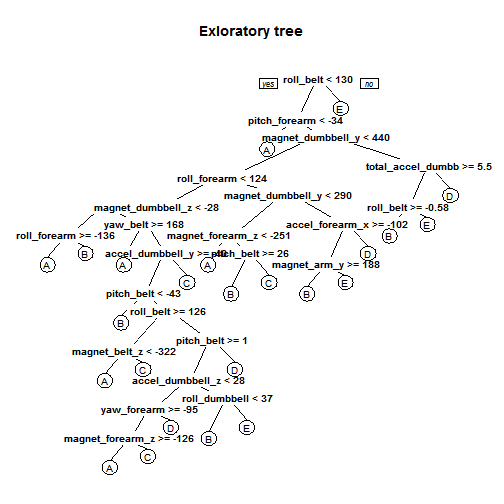 Exloratory tree
yes roll_belt < 130 no
E
pitch_forearm < -34
A
magnet_dumbbell_y < 440
total_accel_dumbb >= 5.5
roll_forearm < 124
D
magnet_dumbbell_y < 290
magnet_dumbbell_z < -28
roll_belt >= -0.58
yaw_belt >= 168
accel_forearm_x >= -102
E
roll_forearm >= -136
magnet_forearm_z < -251
B
accel_dumbbell_y >= -40
pitch_belt >= 26
D
B
A
A
A
magnet_arm_y >= 188
C
C
E
pitch_belt < -43
B
B
roll_belt >= 126
B
pitch_belt >= 1
magnet_belt_z < -322
C
D
A
accel_dumbbell_z < 28
roll_dumbbell < 37
yaw_forearm >= -95
D
E
magnet_forearm_z >= -126
B
C
A